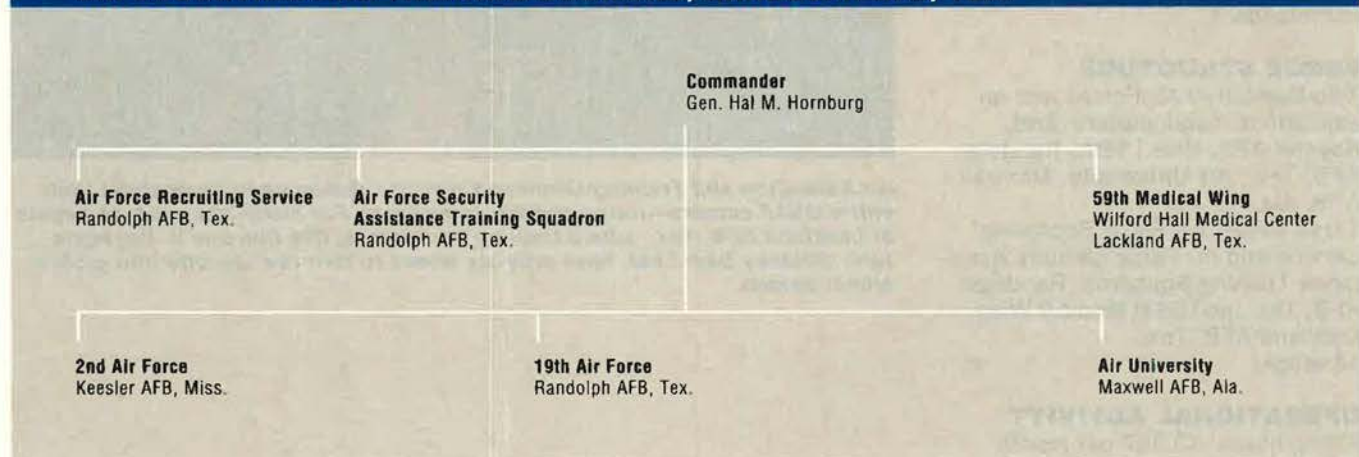 Commander
Gen. Hal M. Hornburg
Air Force Recruiting Service
Randolph AFB, Tex.
Air Force Security
Assistance Training Squadron
Randolph AFB, Tex.
59th Medical Wing
Wilford Hall Medical Center
Lackland AFB, Tex.
2nd Air Force
Keesler AFB, Miss.
19th Air Force
Randolph AFB, Tex.
Air University
Maxwell AFB, Ala.